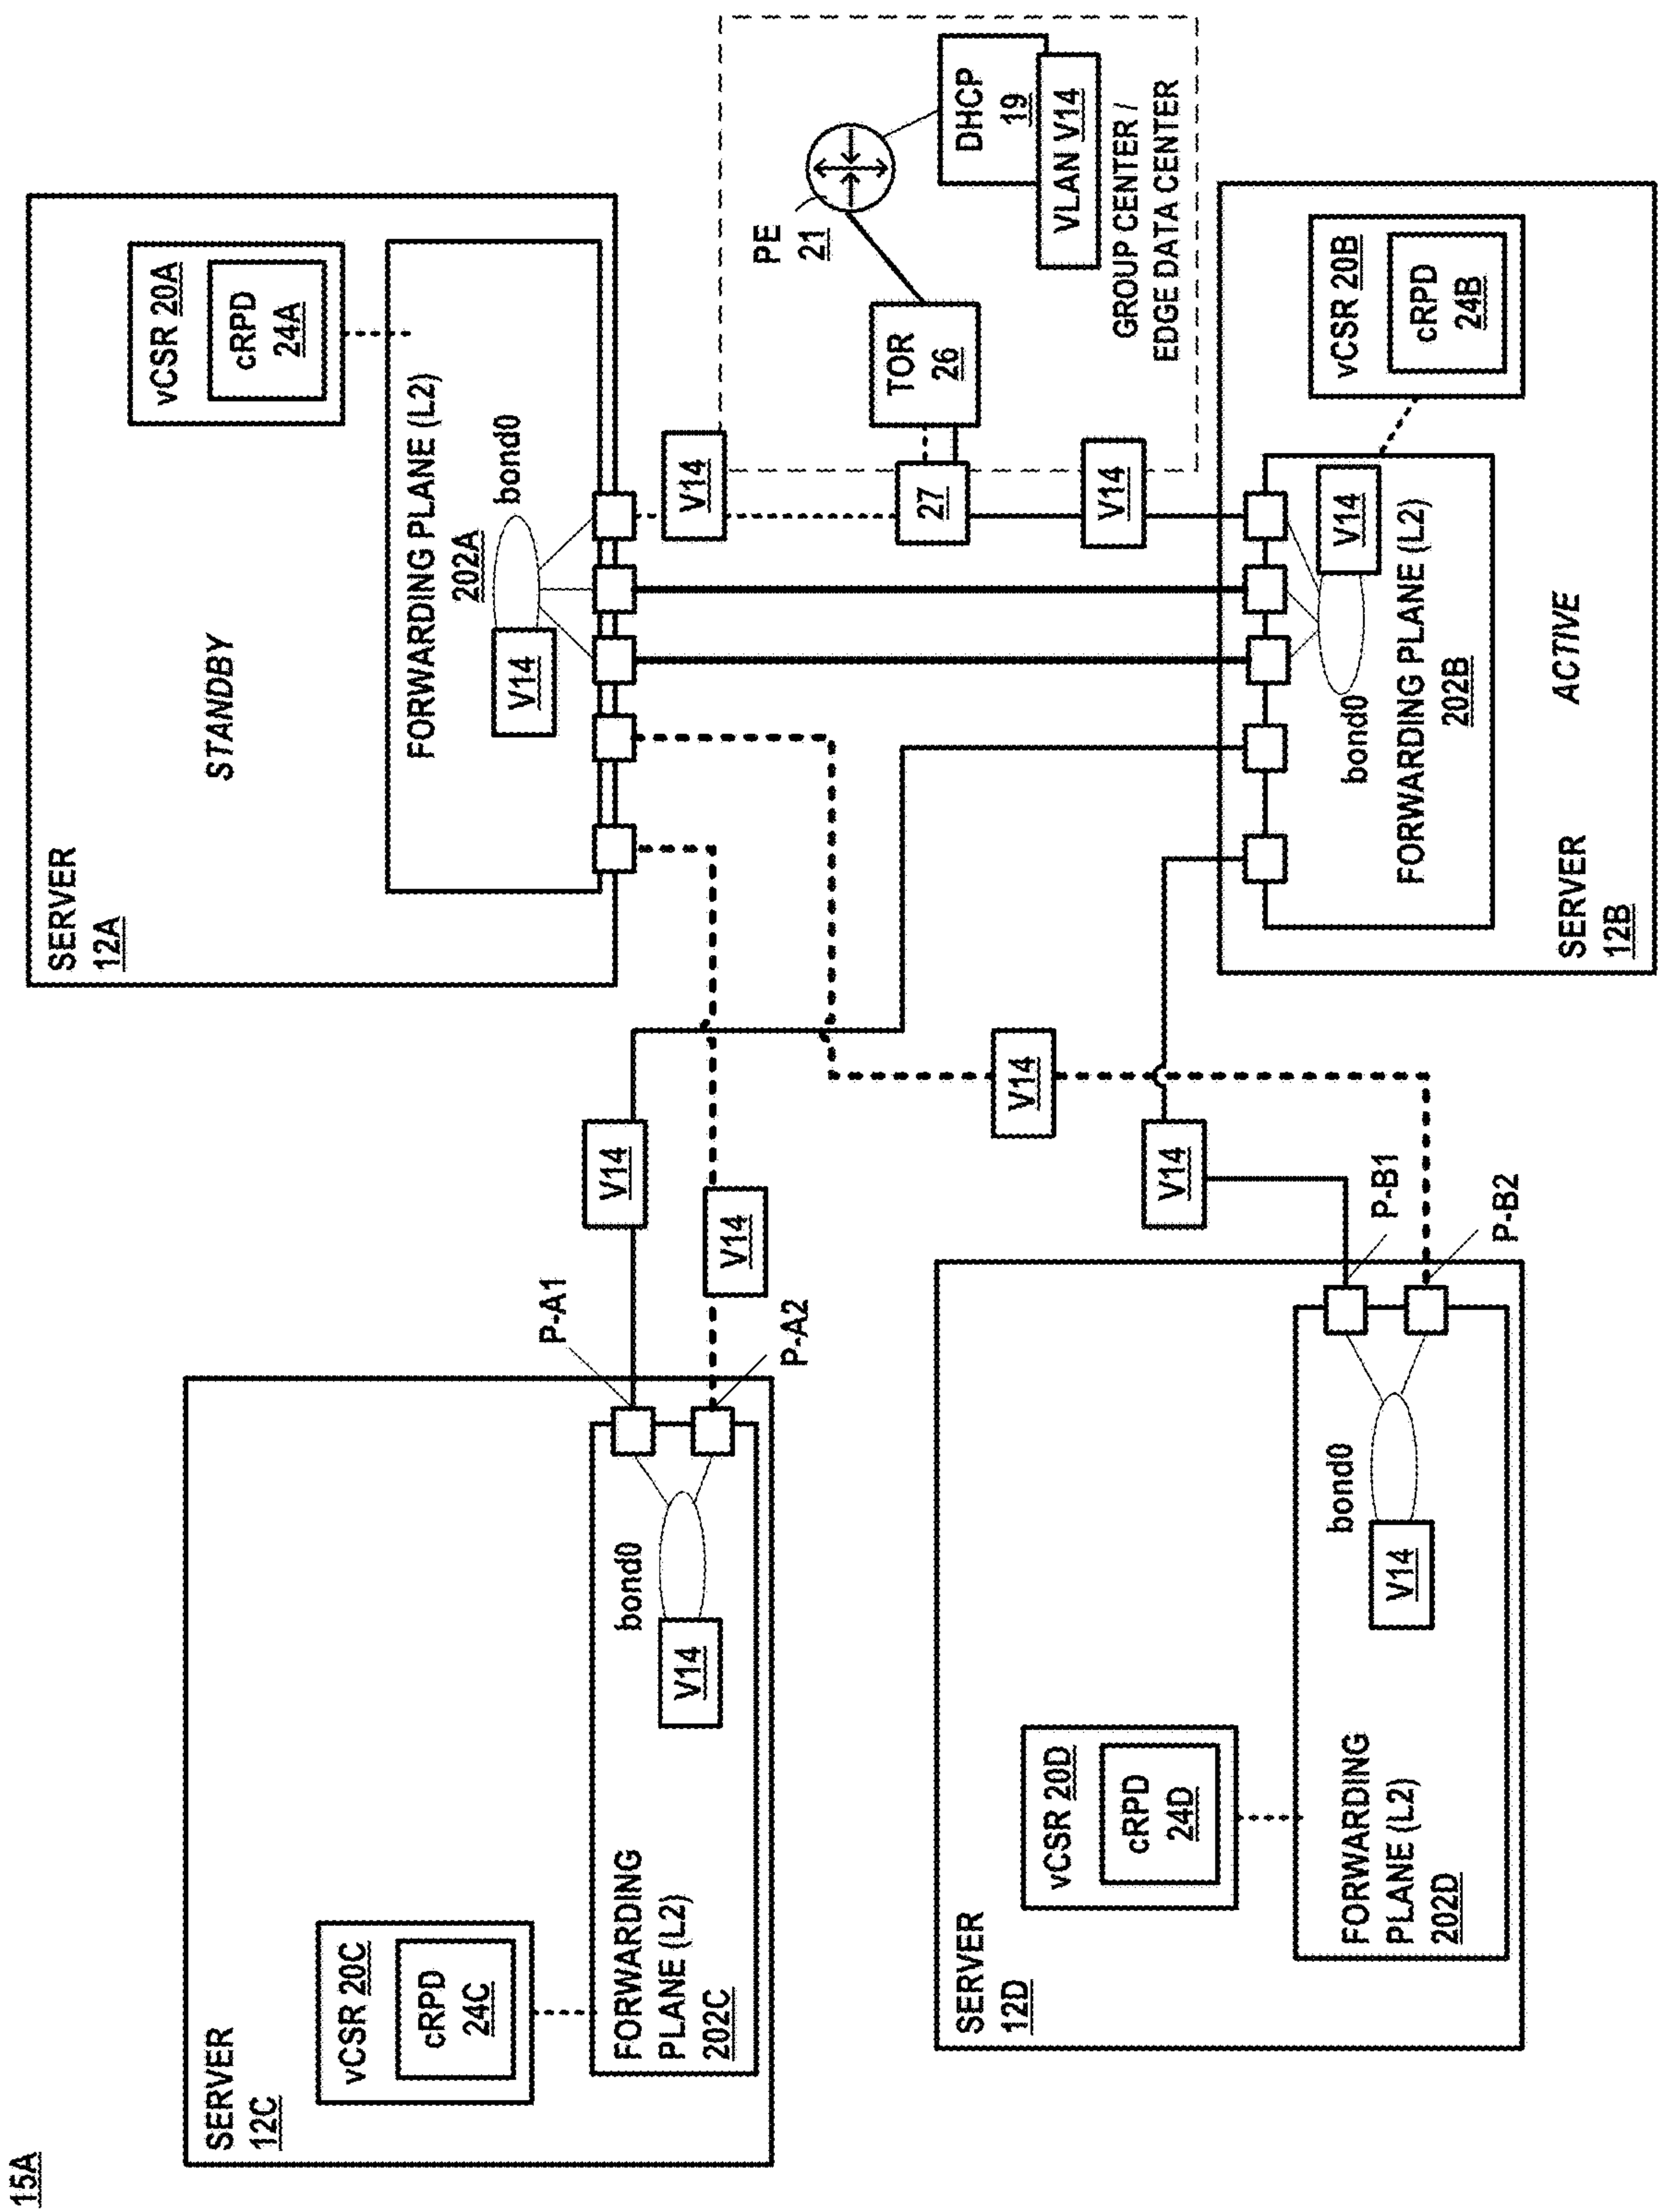 15A
SERVER
12C
vCSR 20C
cRPD
24C
FORWARDING
PLANE (L2)
202C
bond0
V14
P-A1
P-A2
V14
V14
SERVER
12A
STANDBY
vCSR 20A
cRPD
24A
FORWARDING PLANE (L2)
202A
bond0
V14
V14
27
V14
TOR
26
PE
21
DHCP
19
VLAN V14
GROUP CENTER /
EDGE DATA CENTER
SERVER
12D
vCSR 20D
cRPD
24D
FORWARDING
PLANE (L2)
202D
bond0
V14
P-B1
P-B2
V14
V14
SERVER
12B
ACTIVE
vCSR 20B
cRPD
24B
FORWARDING PLANE (L2)
202B
bond0
V14